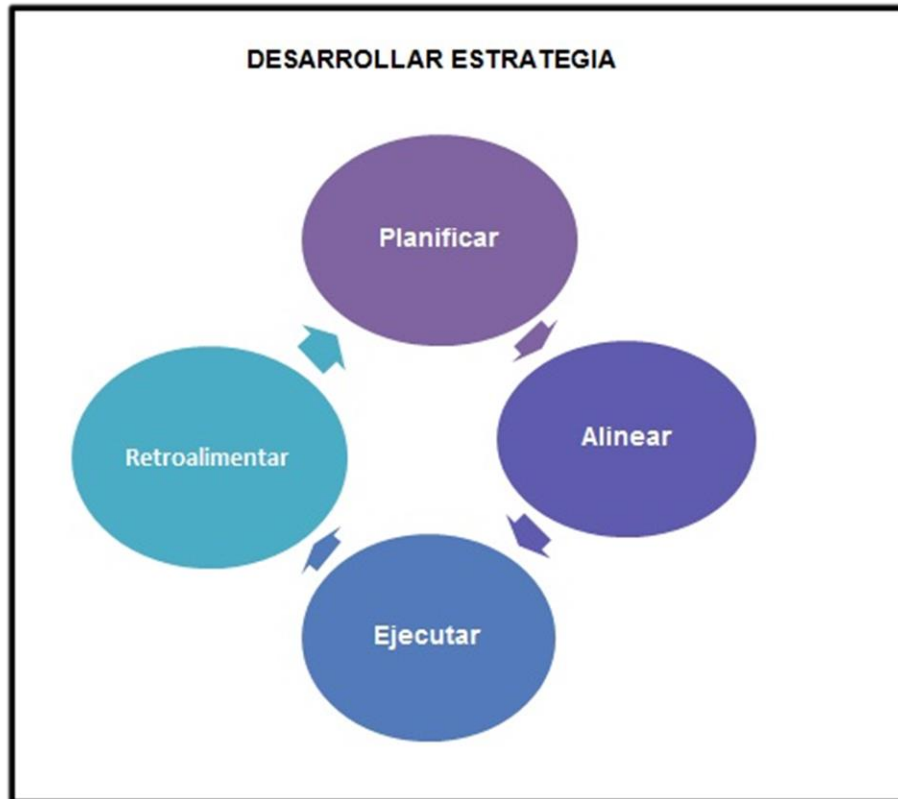 DESARROLLAR ESTRATEGIA
Planificar
Alinear
Retroalimentar
Ejecutar